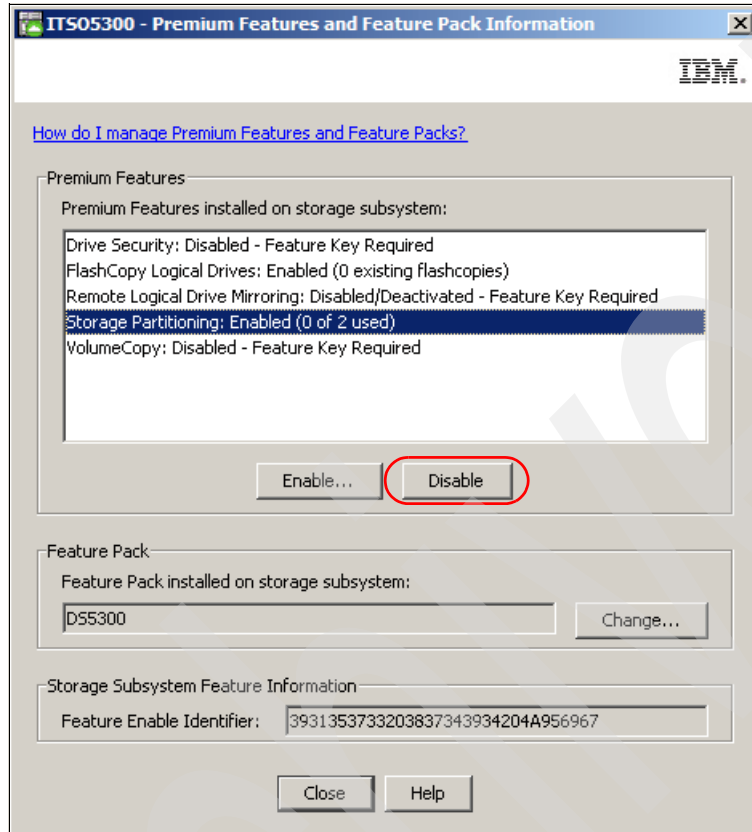 ITSO5300 - Premium Features and Feature Pack Information
IBM.
How do I manage Premium Features and Feature Packs?
Premium Features
Premium Features installed on storage subsystem:
Drive Security: Disabled - Feature Key Required
FlashCopy Logical Drives: Enabled (0 existing flashcopies)
Remote Logical Drive Mirroring: Disabled/Deactivated - Feature Key Required
Storage Partitioning: Enabled (0 of 2 used)
VolumeCopy: Disabled - Feature Key Required
Enable... Disable
Feature Pack
Feature Pack installed on storage subsystem:
DS5300 Change...
Storage Subsystem Feature Information
Feature Enable Identifier: 3931353733203837343934204A956967
Close Help